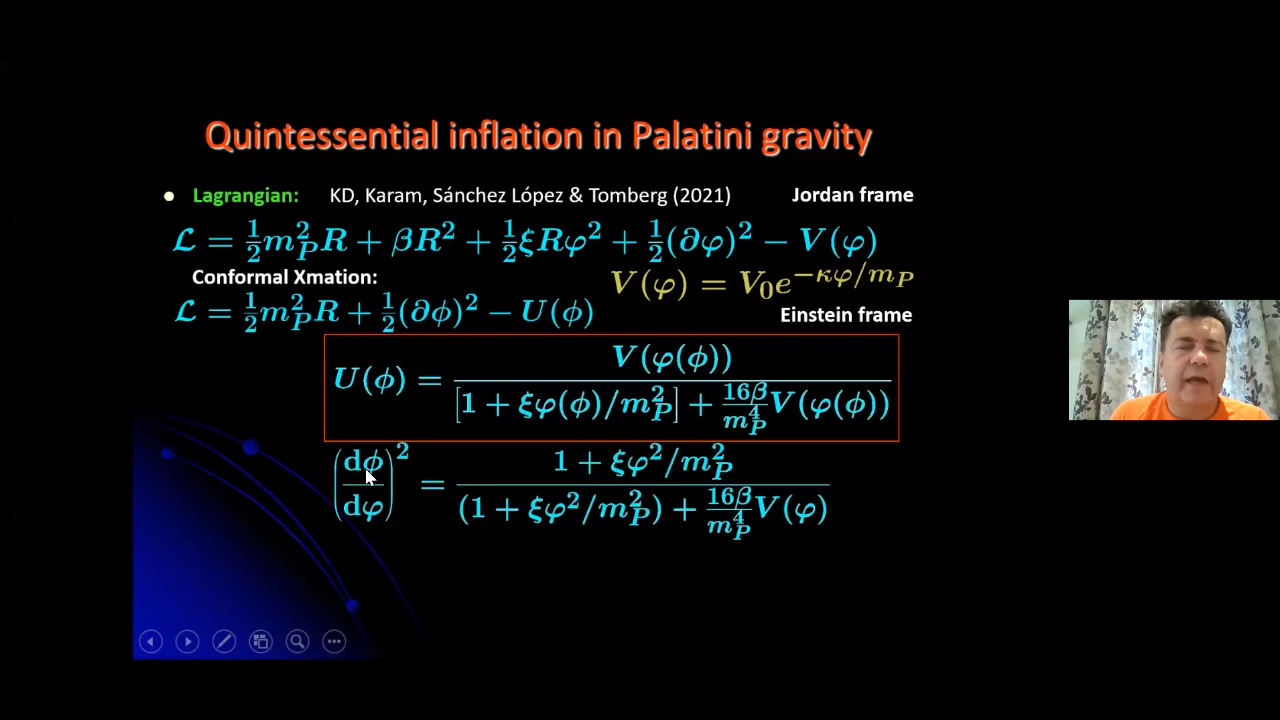 Quintessential inflation in Palatini gravity
● Lagrangian: KD, Karam, Sánchez López & Tomberg (2021) Jordan frame
ℒ = ½m_P²R + βR² + ½ξRφ² + ½(∂φ)² − V(φ)
Conformal Xmation: V(φ) = V₀e^{−κφ/m_P}
ℒ = ½m_P²R + ½(∂ϕ)² − U(ϕ) Einstein frame
U(ϕ) = V(φ(ϕ)) / ([1 + ξφ(ϕ)/m_P²] + (16β/m_P⁴)V(φ(ϕ)))
(dϕ/dφ)² = (1 + ξφ²/m_P²) / ((1 + ξφ²/m_P²) + (16β/m_P⁴)V(φ))